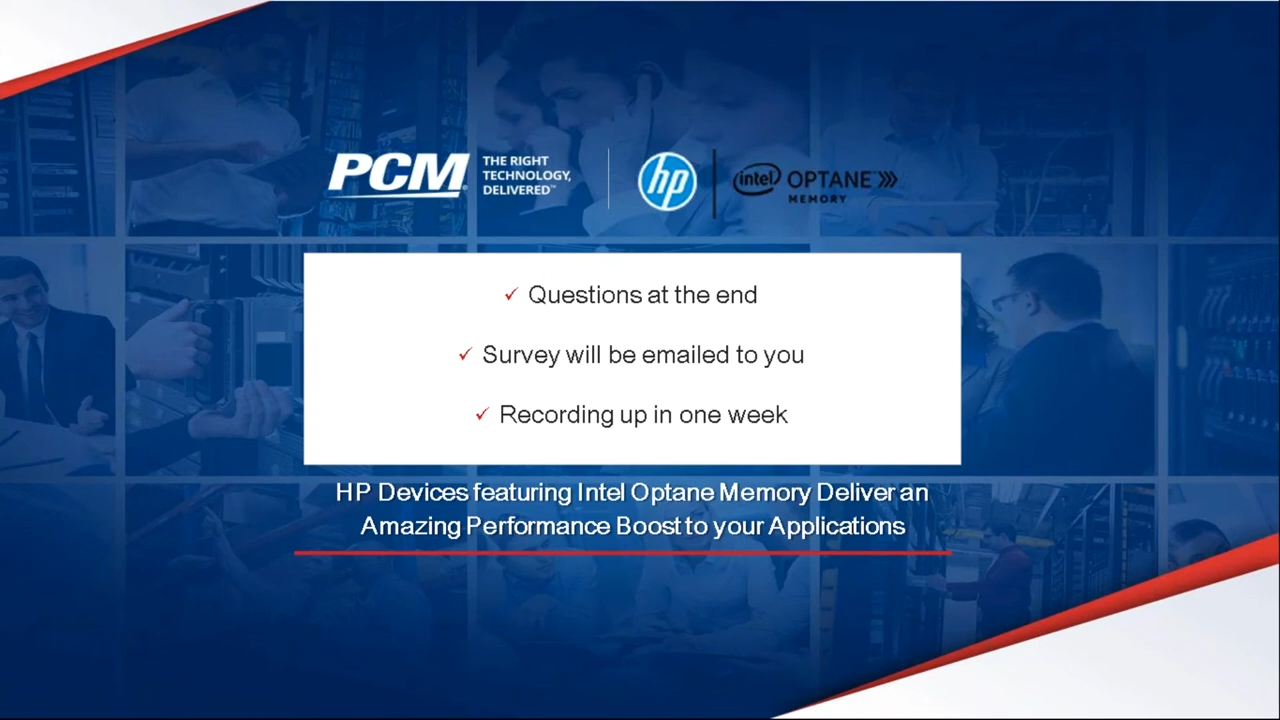 PCM
THE RIGHT
TECHNOLOGY,
DELIVERED™
hp
intel OPTANE™
MEMORY
✓ Questions at the end
✓ Survey will be emailed to you
✓ Recording up in one week
HP Devices featuring Intel Optane Memory Deliver an
Amazing Performance Boost to your Applications